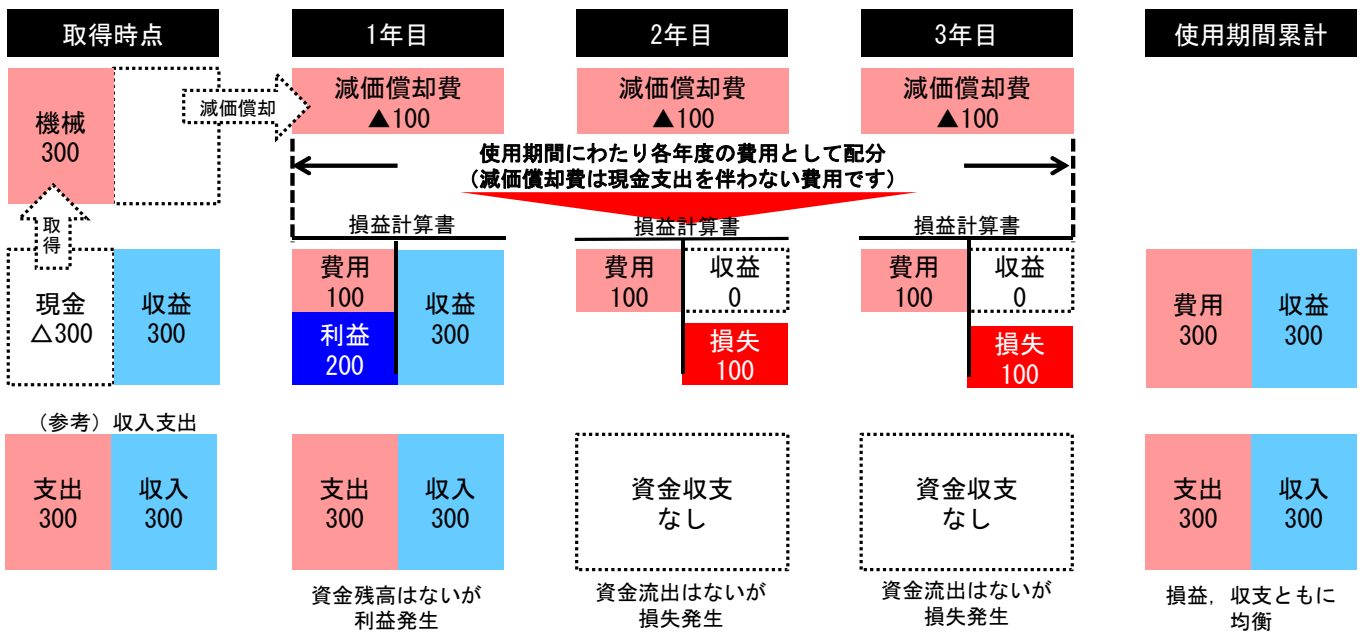 取得時点
1年目
2年目
3年目
使用期間累計
機械
300
減価償却
減価償却費
▲100
減価償却費
▲100
減価償却費
▲100
使用期間にわたり各年度の費用として配分
（減価償却費は現金支出を伴わない費用です）
取
得
損益計算書
損益計算書
損益計算書
現金
△300
収益
300
費用
100
利益
200
収益
300
費用
100
収益
0
損失
100
費用
100
収益
0
損失
100
費用
300
収益
300
（参考）収入支出
支出
300
収入
300
支出
300
収入
300
資金収支
なし
資金収支
なし
支出
300
収入
300
資金残高はないが
利益発生
資金流出はないが
損失発生
資金流出はないが
損失発生
損益，収支ともに
均衡